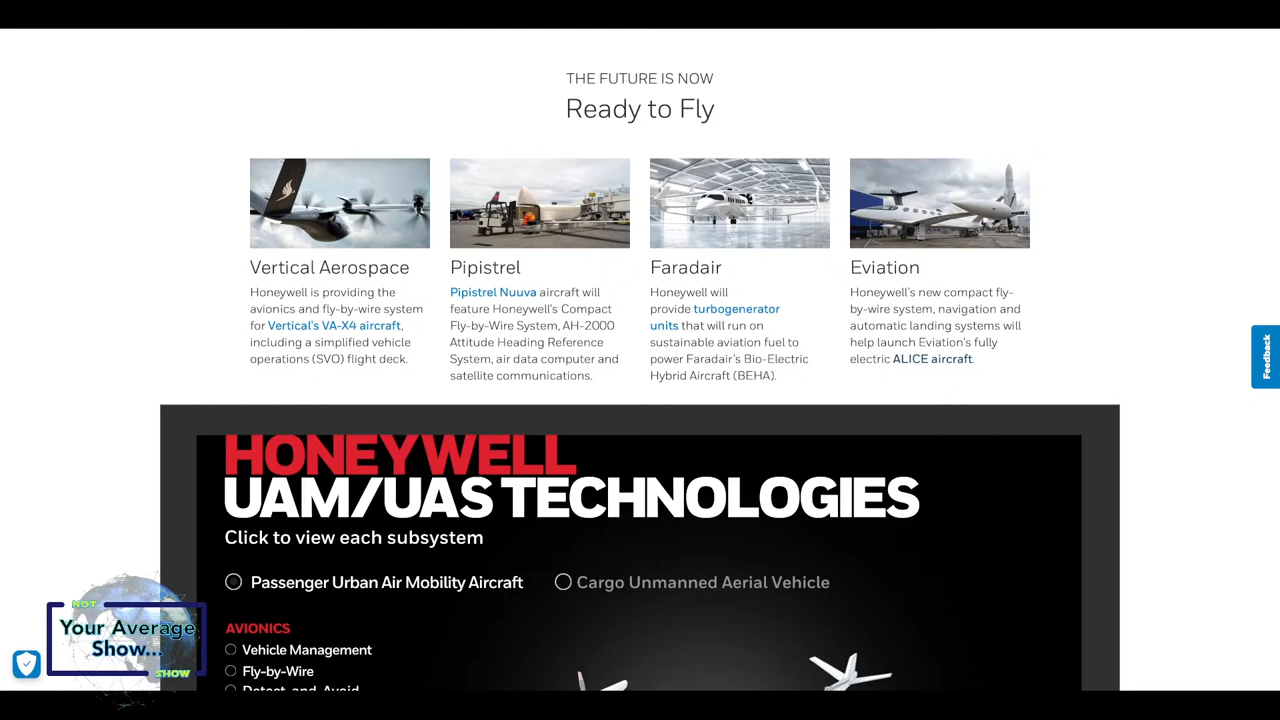 THE FUTURE IS NOW
Ready to Fly
Vertical Aerospace
Honeywell is providing the
avionics and fly-by-wire system
for Vertical's VA-X4 aircraft,
including a simplified vehicle
operations (SVO) flight deck.
Pipistrel
Pipistrel Nuuva aircraft will
feature Honeywell's Compact
Fly-by-Wire System, AH-2000
Attitude Heading Reference
System, air data computer and
satellite communications.
Faradair
Honeywell will
provide turbogenerator
units that will run on
sustainable aviation fuel to
power Faradair's Bio-Electric
Hybrid Aircraft (BEHA).
Eviation
Honeywell's new compact fly-
by-wire system, navigation and
automatic landing systems will
help launch Eviation's fully
electric ALICE aircraft.
Feedback
HONEYWELL
UAM/UAS TECHNOLOGIES
Click to view each subsystem
Passenger Urban Air Mobility Aircraft
Cargo Unmanned Aerial Vehicle
AVIONICS
Vehicle Management
Fly-by-Wire
Detect-and-Avoid
NOT
Your Average
Show...
SHOW